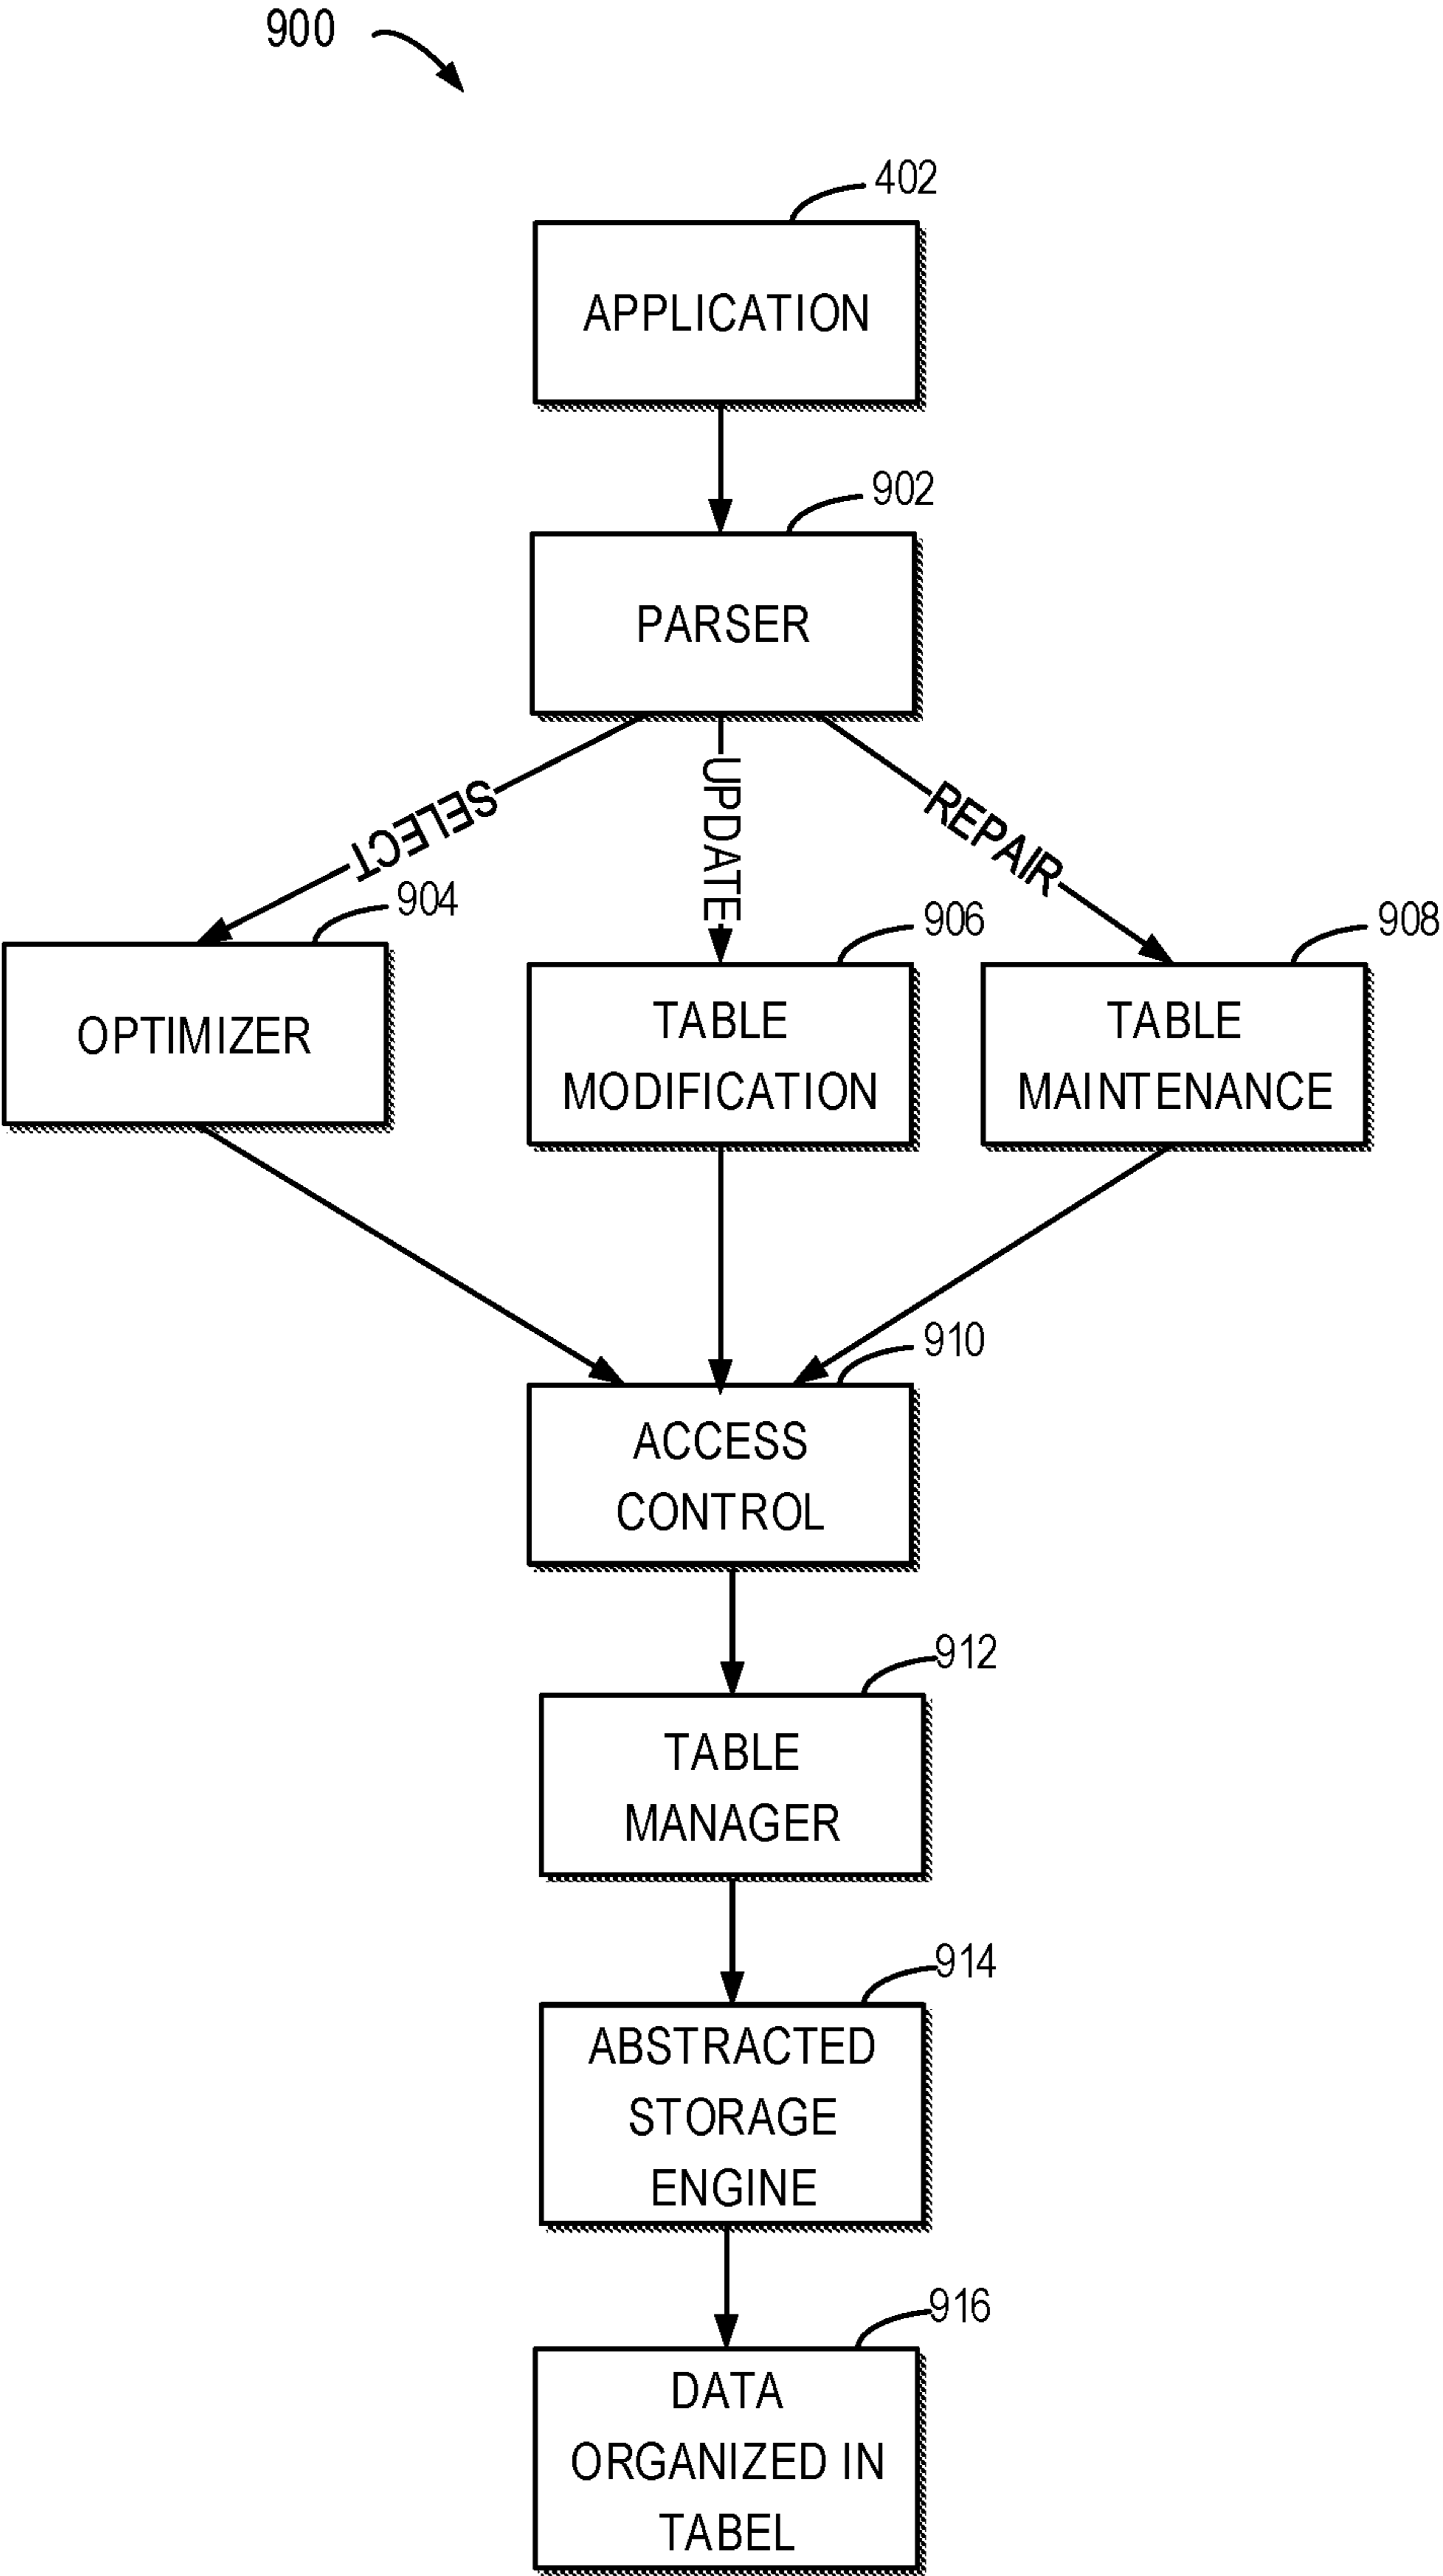 900
402
APPLICATION
902
PARSER
SELECT
UPDATE
REPAIR
904
OPTIMIZER
906
TABLE
MODIFICATION
908
TABLE
MAINTENANCE
910
ACCESS
CONTROL
912
TABLE
MANAGER
914
ABSTRACTED
STORAGE
ENGINE
916
DATA
ORGANIZED IN
TABEL